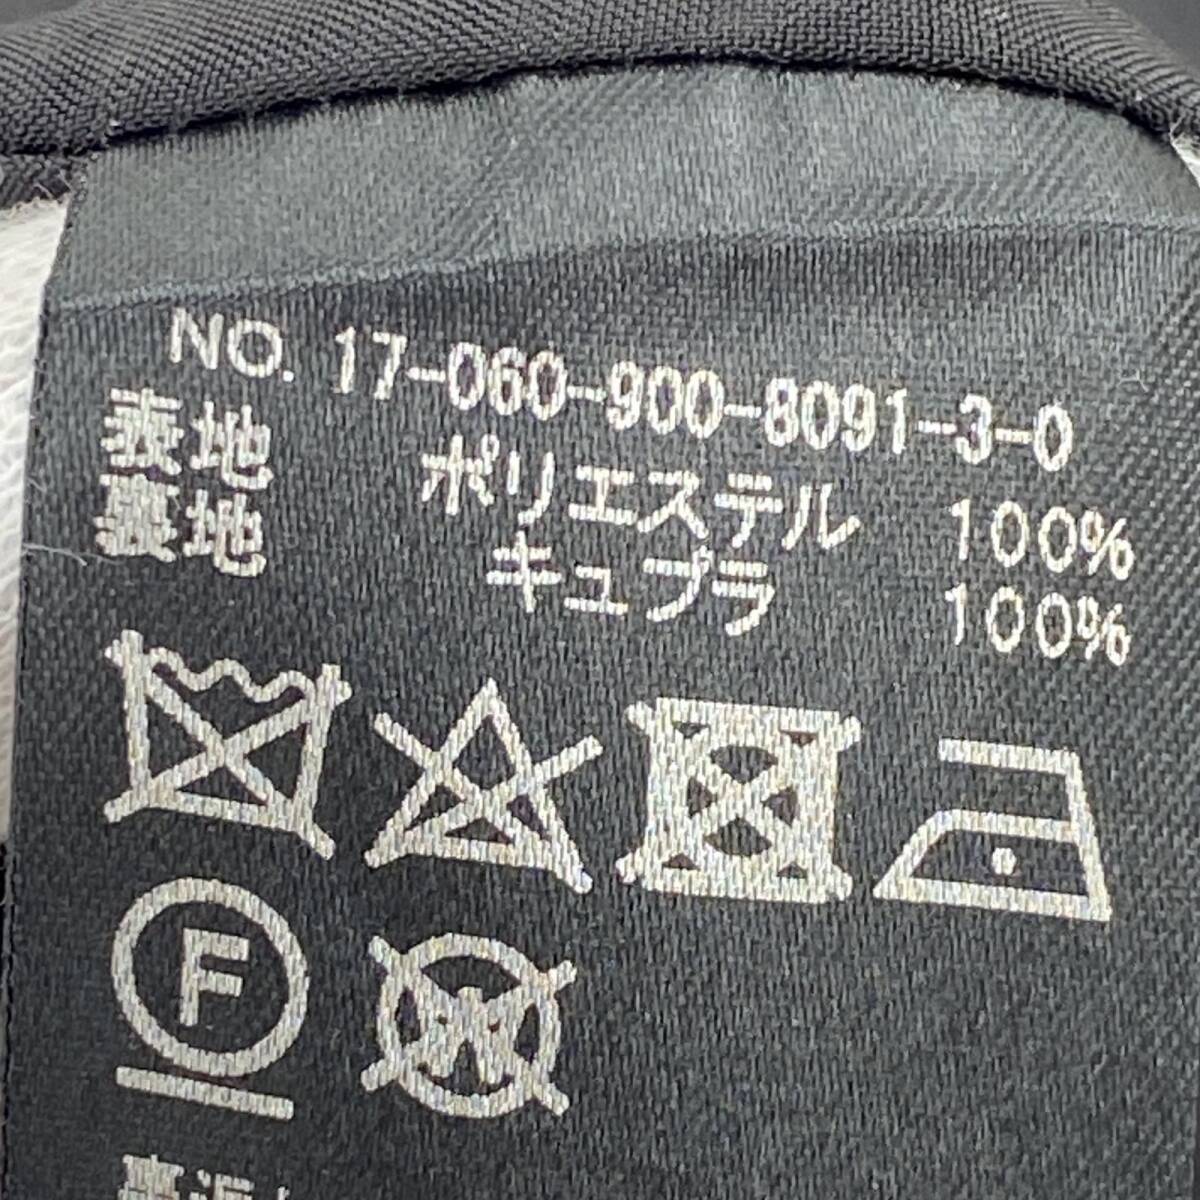 NO. 17-060-900-8091-3-0
表地 ポリエステル 100%
裏地 キュプラ 100%
F
W